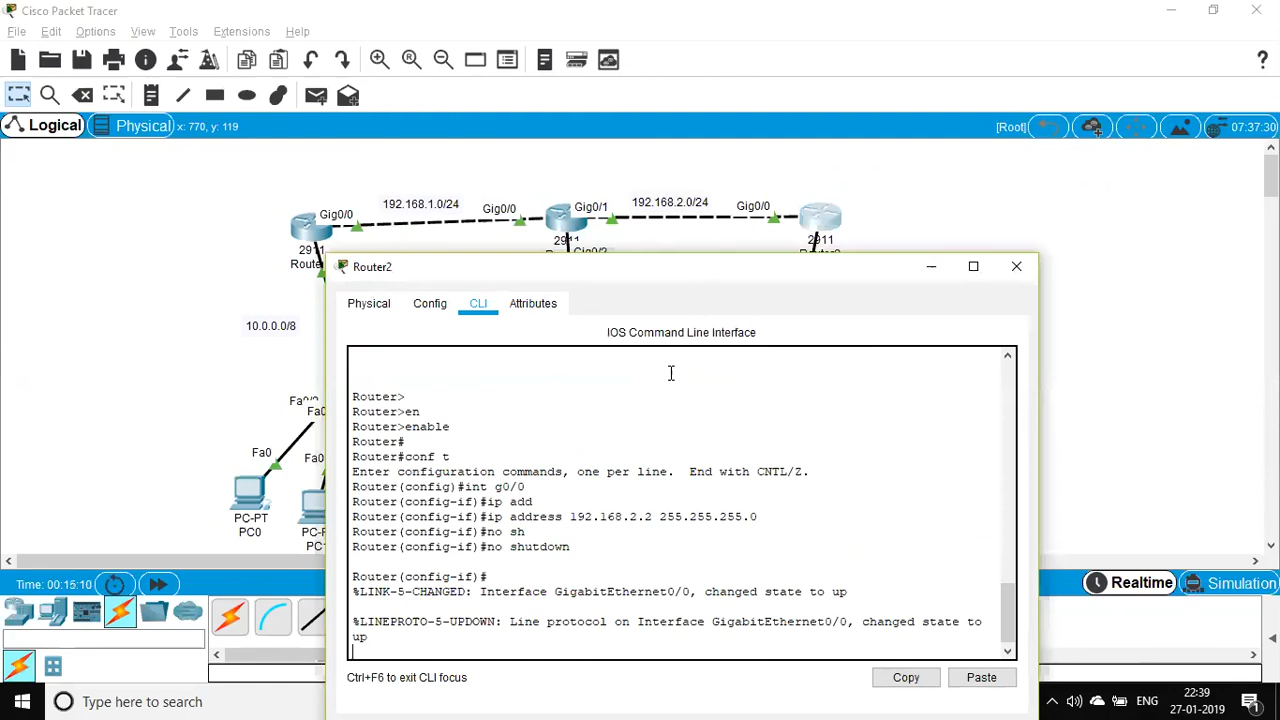 Cisco Packet Tracer
File Edit Options View Tools Extensions Help
Logical Physical x: 770, y: 119 [Root] 07:37:30
192.168.1.0/24 192.168.2.0/24
Gig0/0 Gig0/0 Gig0/1 Gig0/0 Gig0/0
2911 2911 2911
10.0.0.0/8
Router2
Physical Config CLI Attributes
IOS Command Line Interface
Router>
Router>en
Router>enable
Router#
Router#conf t
Enter configuration commands, one per line. End with CNTL/Z.
Router(config)#int g0/0
Router(config-if)#ip add
Router(config-if)#ip address 192.168.2.2 255.255.255.0
Router(config-if)#no sh
Router(config-if)#no shutdown
Router(config-if)#
%LINK-5-CHANGED: Interface GigabitEthernet0/0, changed state to up
%LINEPROTO-5-UPDOWN: Line protocol on Interface GigabitEthernet0/0, changed state to
up
Ctrl+F6 to exit CLI focus Copy Paste
Fa0
PC-PT
PC0
Time: 00:15:10 Realtime Simulation
Type here to search
ENG 22:39
27-01-2019